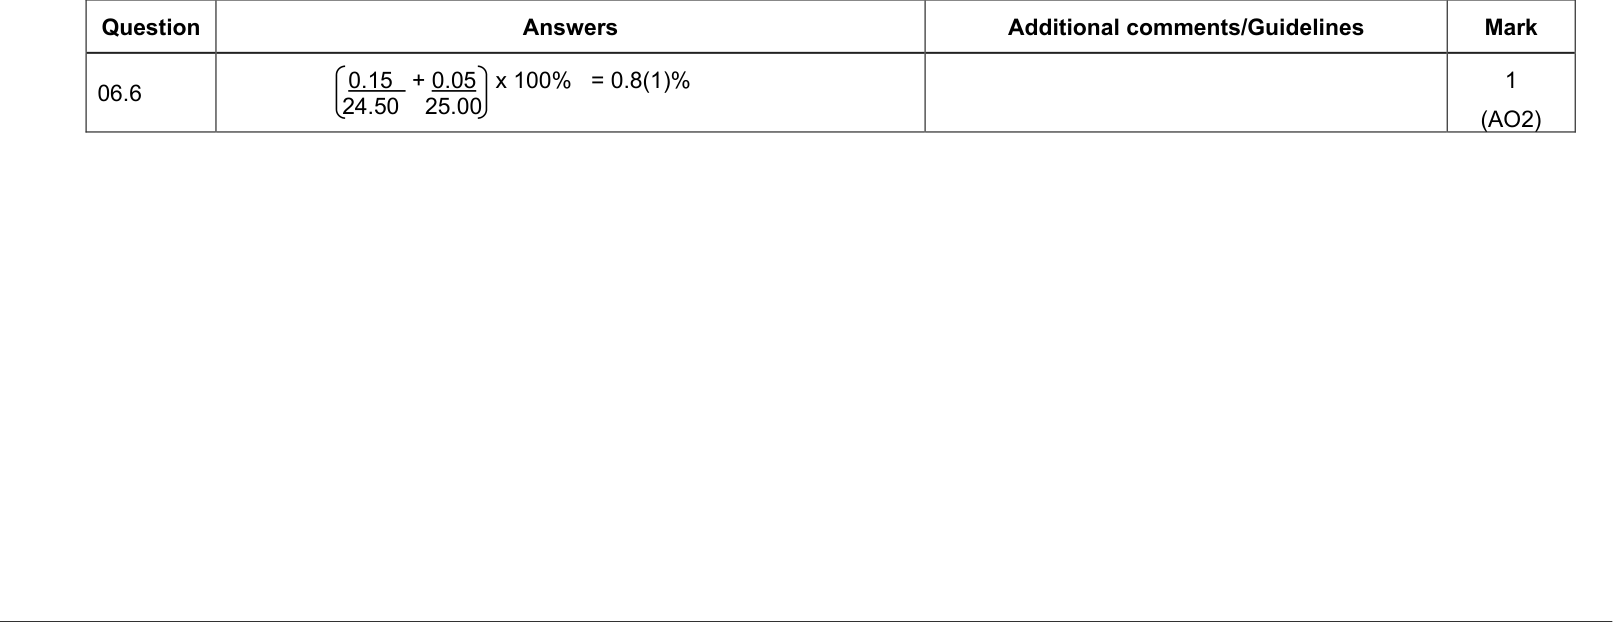 Question Answers Additional comments/Guidelines Mark
06.6 (0.15 + 0.05) x 100% = 0.8(1)% 1
24.50 25.00
(AO2)